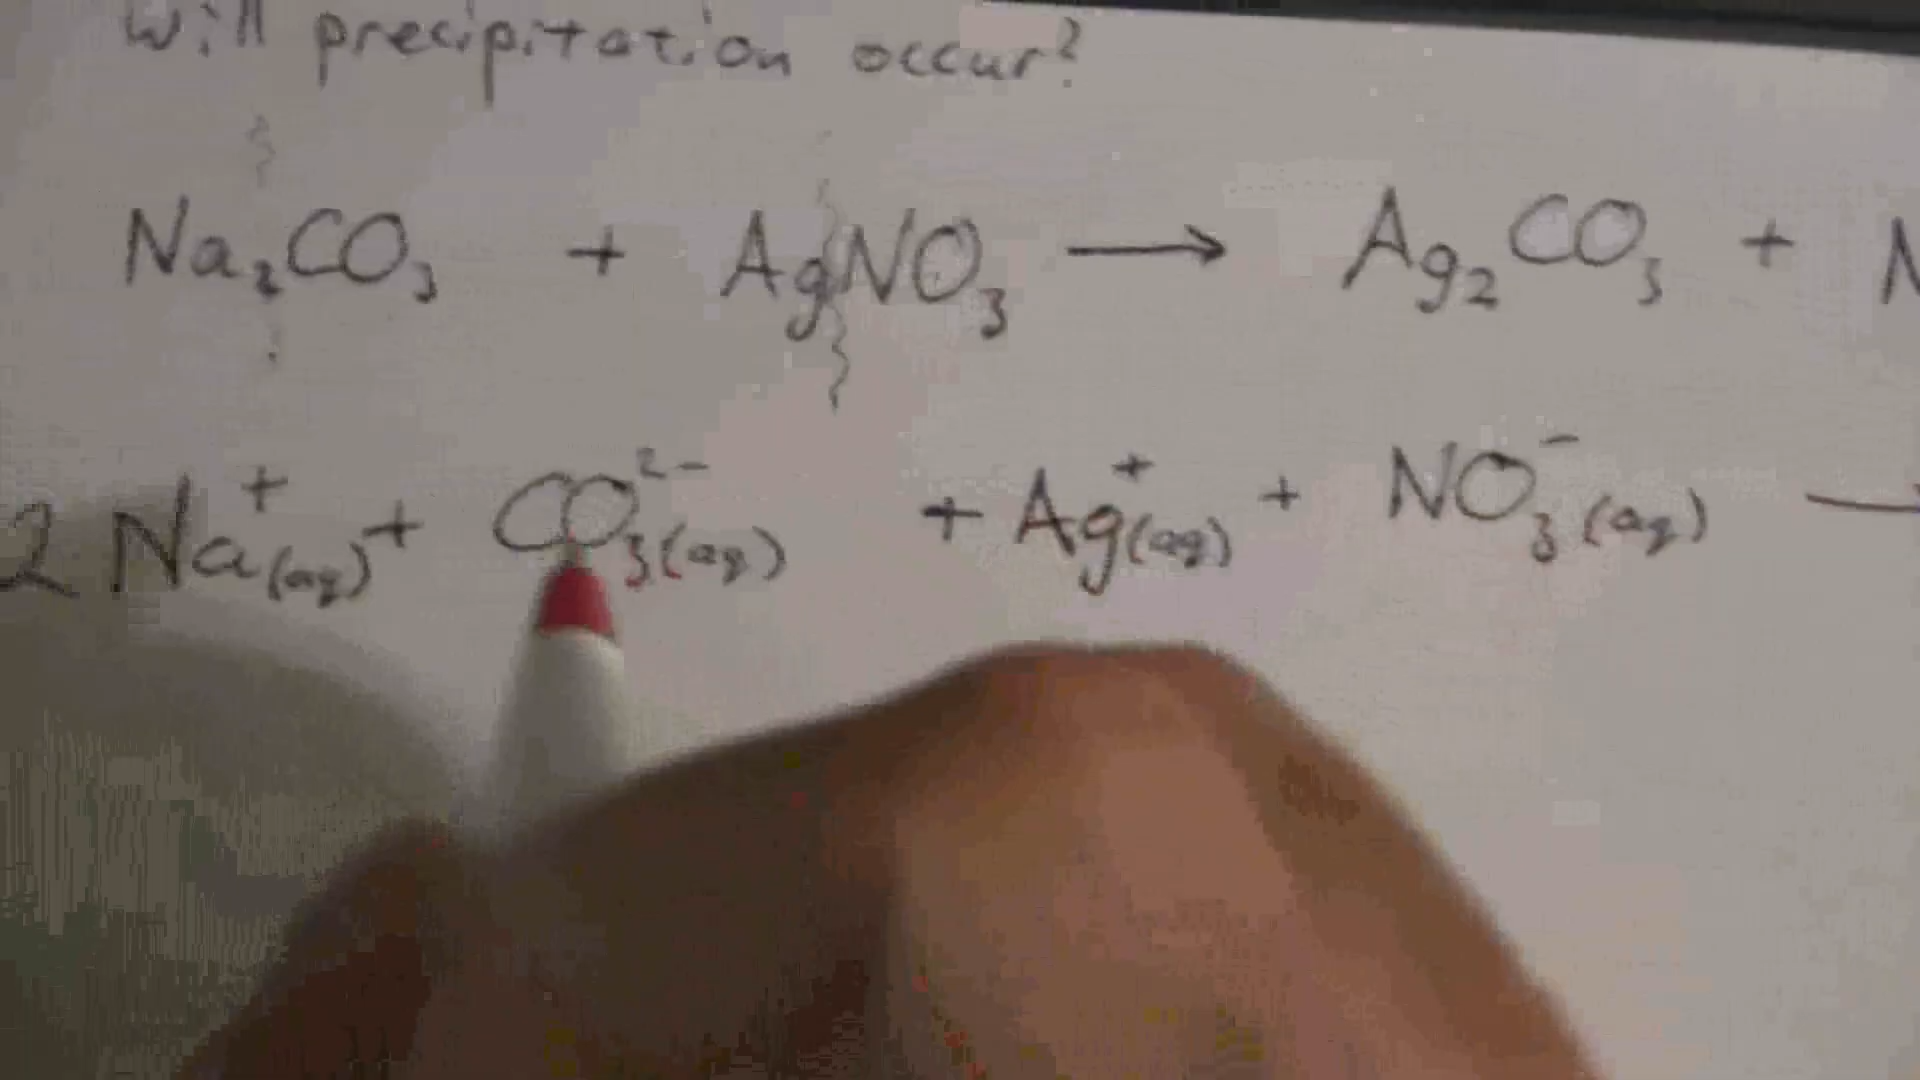 Will precipitation occur?
Na₂CO₃ + AgNO₃ → Ag₂CO₃ + N
2 Na⁺(aq) + CO₃²⁻(aq) + Ag⁺(aq) + NO₃⁻(aq) —